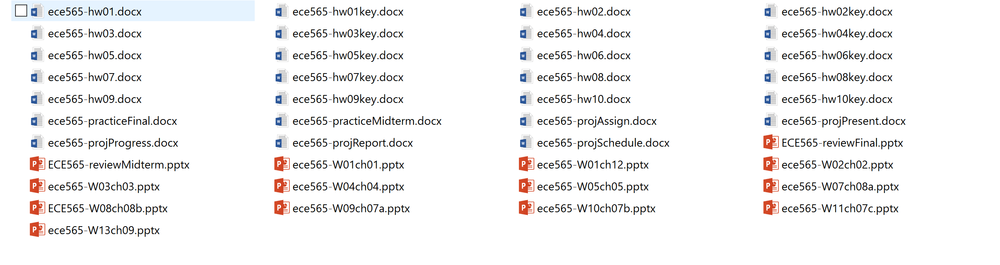 ece565-hw01.docx ece565-hw01key.docx ece565-hw02.docx ece565-hw02key.docx
ece565-hw03.docx ece565-hw03key.docx ece565-hw04.docx ece565-hw04key.docx
ece565-hw05.docx ece565-hw05key.docx ece565-hw06.docx ece565-hw06key.docx
ece565-hw07.docx ece565-hw07key.docx ece565-hw08.docx ece565-hw08key.docx
ece565-hw09.docx ece565-hw09key.docx ece565-hw10.docx ece565-hw10key.docx
ece565-practiceFinal.docx ece565-practiceMidterm.docx ece565-projAssign.docx ece565-projPresent.docx
ece565-projProgress.docx ece565-projReport.docx ece565-projSchedule.docx ECE565-reviewFinal.pptx
ECE565-reviewMidterm.pptx ece565-W01ch01.pptx ece565-W01ch12.pptx ece565-W02ch02.pptx
ece565-W03ch03.pptx ece565-W04ch04.pptx ece565-W05ch05.pptx ece565-W07ch08a.pptx
ECE565-W08ch08b.pptx ece565-W09ch07a.pptx ece565-W10ch07b.pptx ece565-W11ch07c.pptx
ece565-W13ch09.pptx